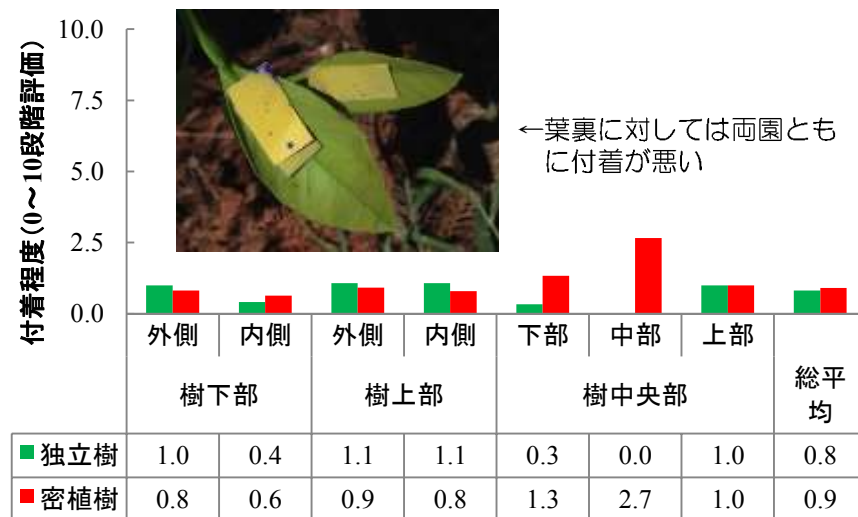 付着程度(0～10段階評価)
10.0
7.5
5.0
2.5
0.0
←葉裏に対しては両園ともに付着が悪い
外側 内側 外側 内側 下部 中部 上部
樹下部 樹上部 樹中央部 総平均
独立樹 1.0 0.4 1.1 1.1 0.3 0.0 1.0 0.8
密植樹 0.8 0.6 0.9 0.8 1.3 2.7 1.0 0.9